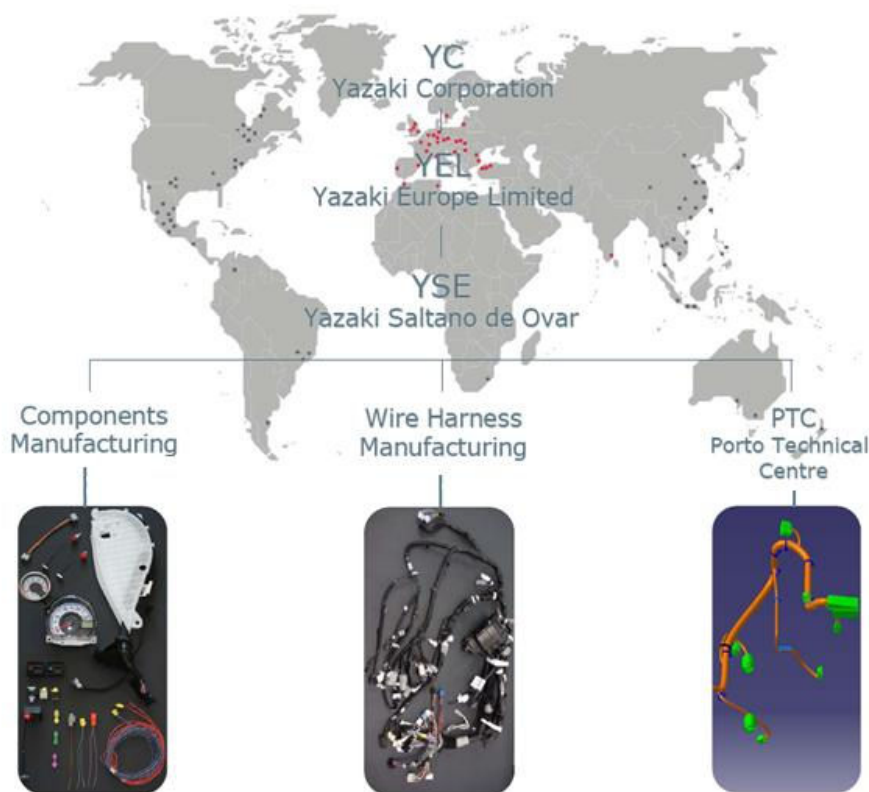 YC
Yazaki Corporation
YEL
Yazaki Europe Limited
YSE
Yazaki Saltano de Ovar
Components
Manufacturing
Wire Harness
Manufacturing
PTC
Porto Technical
Centre